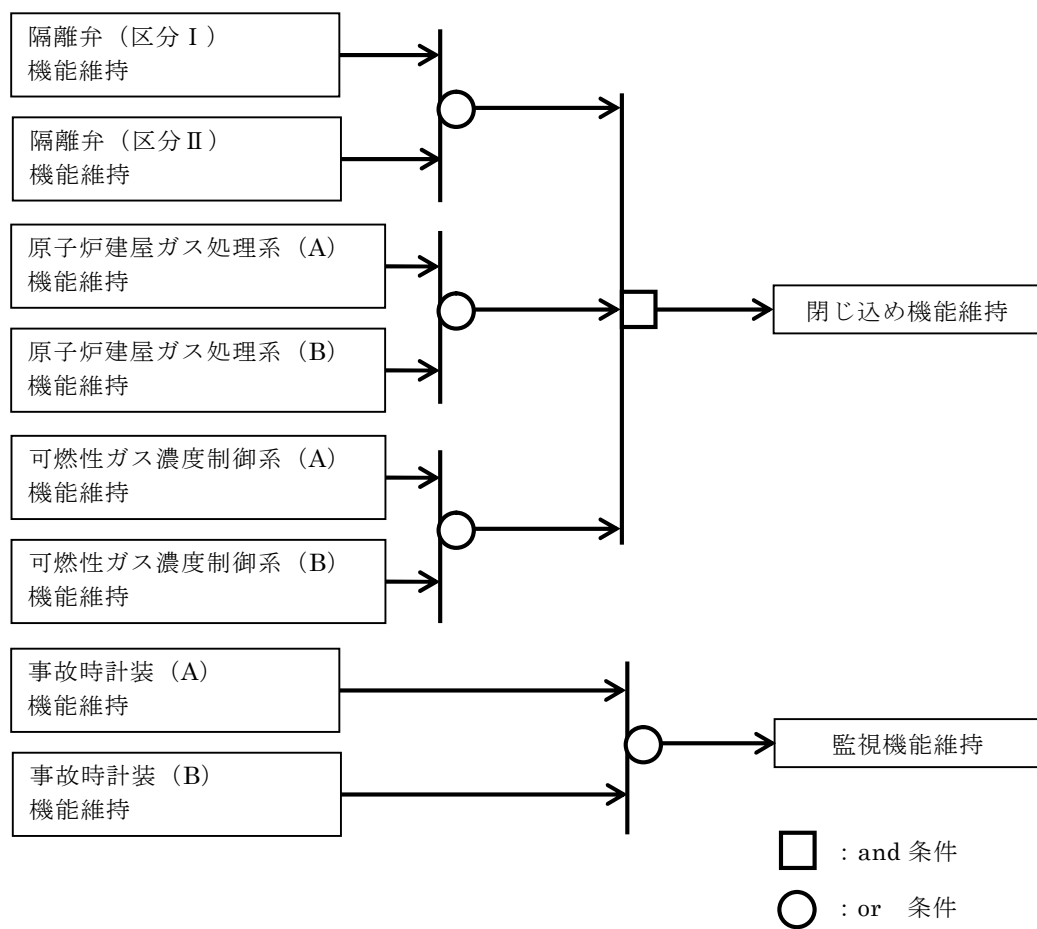 隔離弁（区分Ⅰ）
機能維持
隔離弁（区分Ⅱ）
機能維持
原子炉建屋ガス処理系（A）
機能維持
原子炉建屋ガス処理系（B）
機能維持
閉じ込め機能維持
可燃性ガス濃度制御系（A）
機能維持
可燃性ガス濃度制御系（B）
機能維持
事故時計装（A）
機能維持
事故時計装（B）
機能維持
監視機能維持
：and 条件
：or　条件